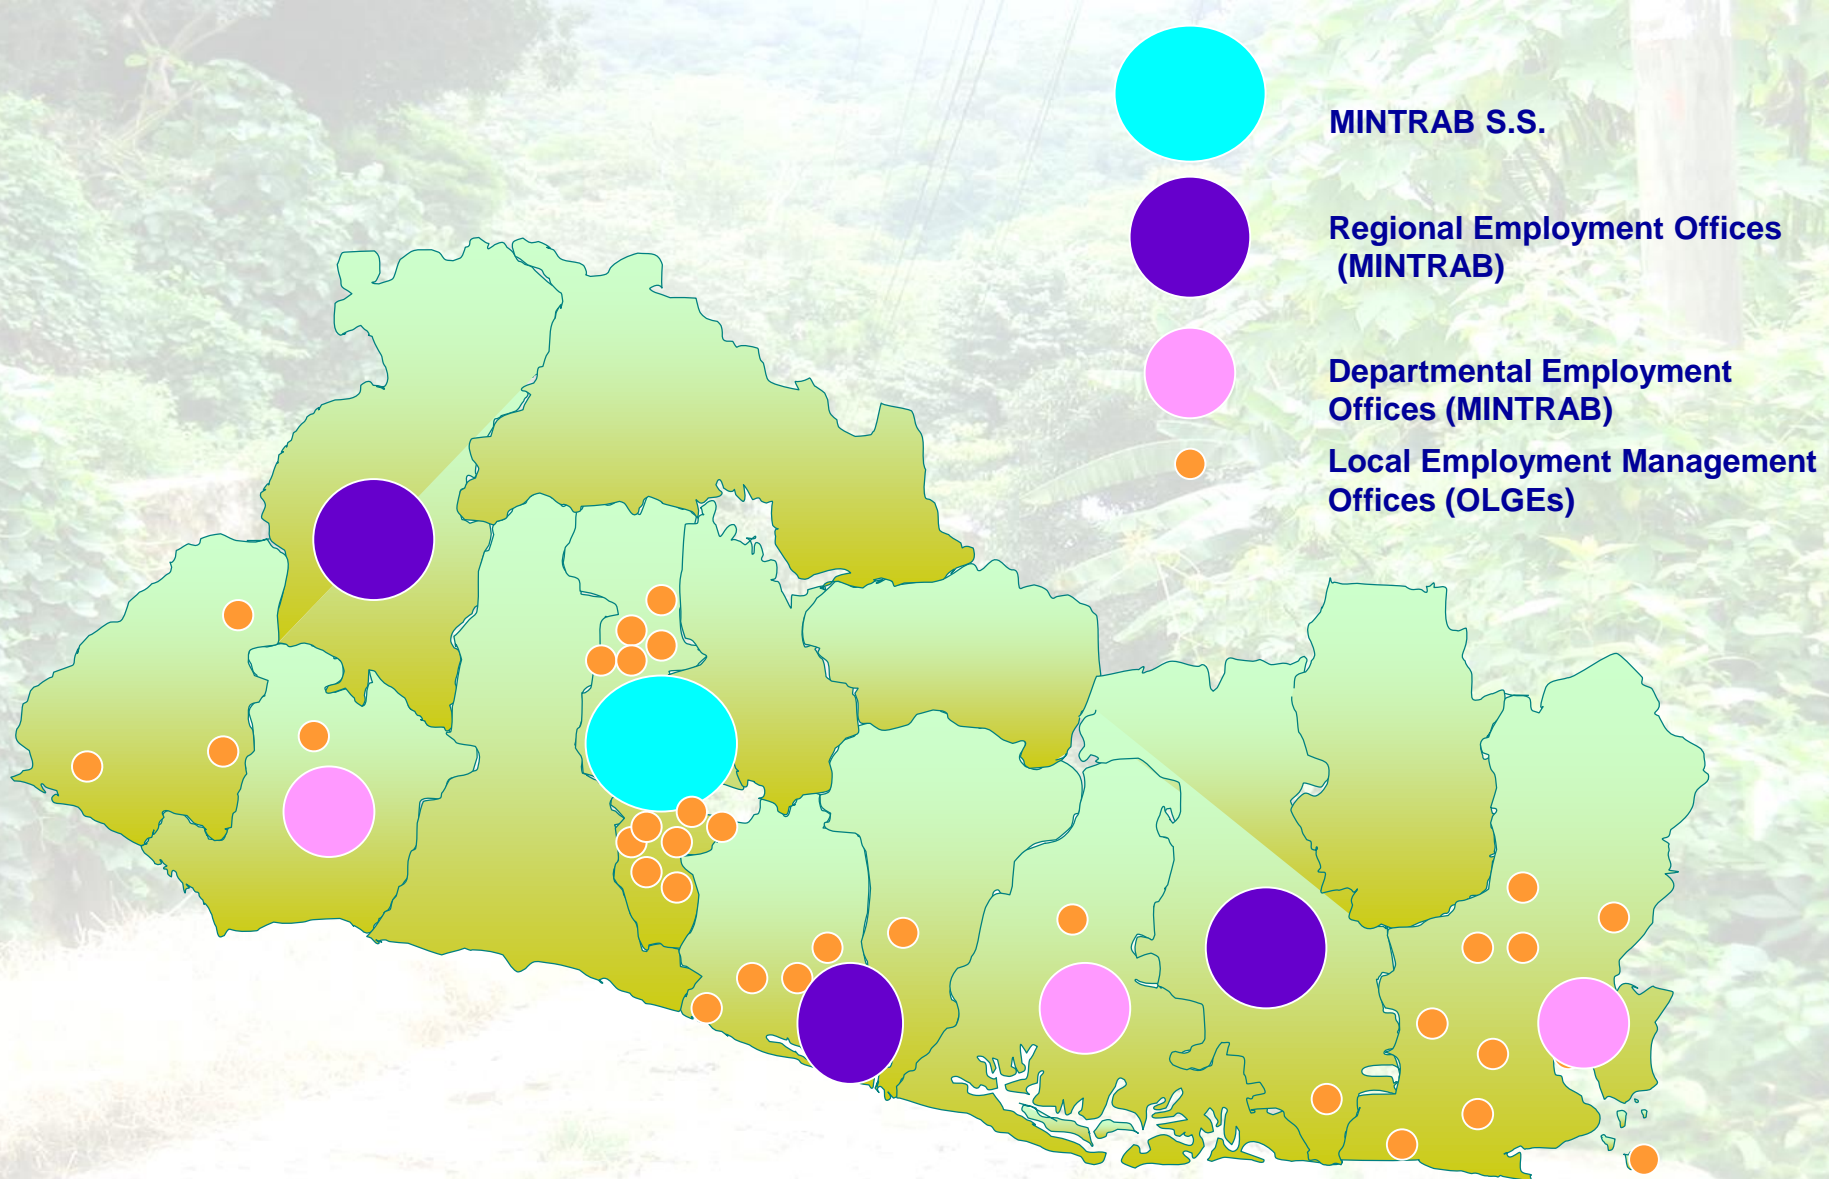 MINTRAB S.S.
Regional Employment Offices
(MINTRAB)
Departmental Employment
Offices (MINTRAB)
Local Employment Management
Offices (OLGEs)